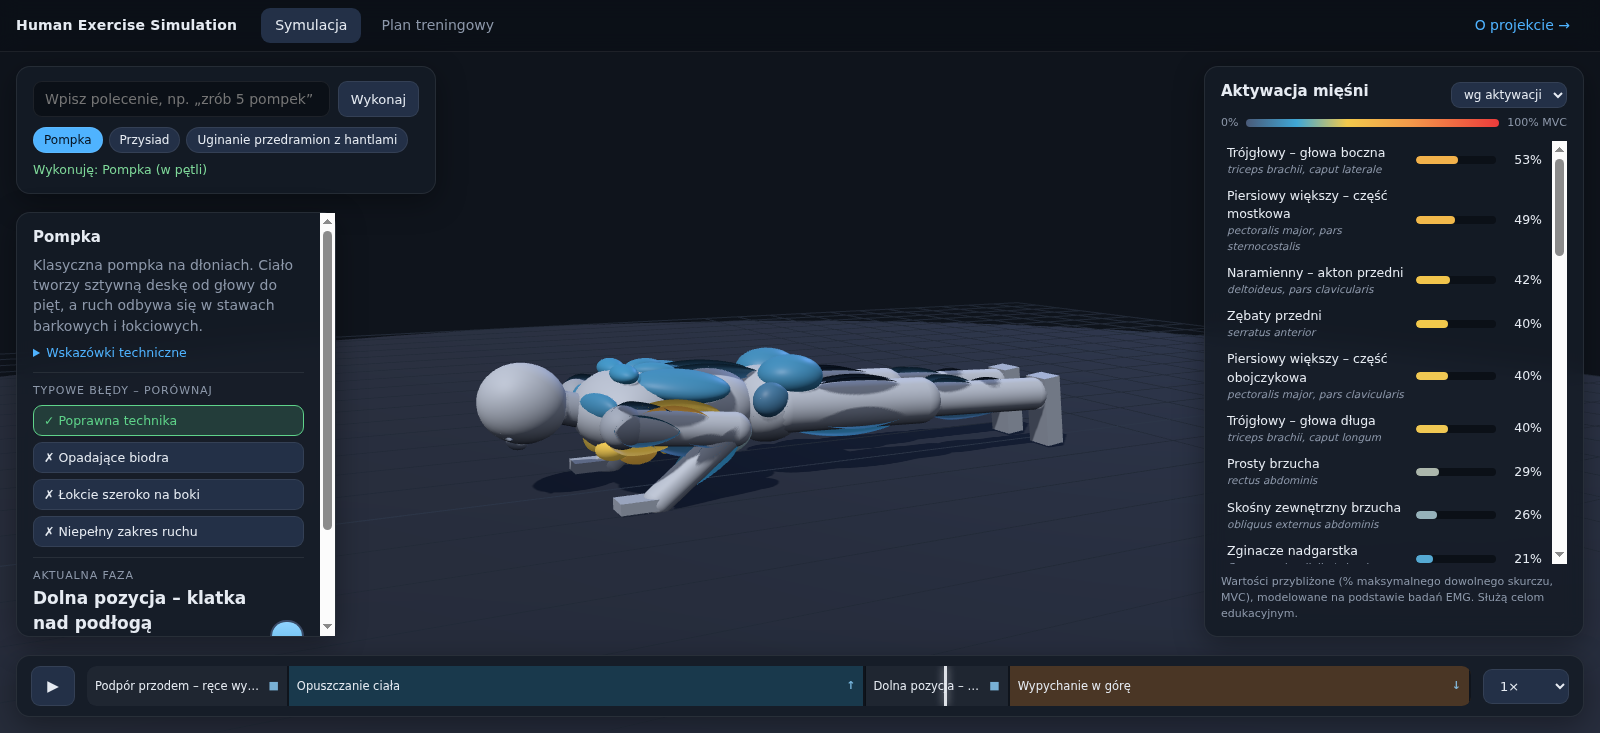 Human Exercise Simulation
Symulacja
Plan treningowy
O projekcie →
Wpisz polecenie, np. „zrób 5 pompek”
Wykonaj
Pompka
Przysiad
Uginanie przedramion z hantlami
Wykonuję: Pompka (w pętli)
Pompka
Klasyczna pompka na dłoniach. Ciało
tworzy sztywną deskę od głowy do
pięt, a ruch odbywa się w stawach
barkowych i łokciowych.
▶ Wskazówki techniczne
TYPOWE BŁĘDY – PORÓWNAJ
✓ Poprawna technika
✗ Opadające biodra
✗ Łokcie szeroko na boki
✗ Niepełny zakres ruchu
AKTUALNA FAZA
Dolna pozycja – klatka
nad podłogą
Aktywacja mięśni
wg aktywacji
0%
100% MVC
Trójgłowy – głowa boczna
triceps brachii, caput laterale
53%
Piersiowy większy – część
mostkowa
pectoralis major, pars
sternocostalis
49%
Naramienny – akton przedni
deltoideus, pars clavicularis
42%
Zębaty przedni
serratus anterior
40%
Piersiowy większy – część
obojczykowa
pectoralis major, pars clavicularis
40%
Trójgłowy – głowa długa
triceps brachii, caput longum
40%
Prosty brzucha
rectus abdominis
29%
Skośny zewnętrzny brzucha
obliquus externus abdominis
26%
Zginacze nadgarstka
21%
Wartości przybliżone (% maksymalnego dowolnego skurczu,
MVC), modelowane na podstawie badań EMG. Służą celom
edukacyjnym.
▶
Podpór przodem – ręce wy… ■
Opuszczanie ciała ↑
Dolna pozycja – … ■
Wypychanie w górę ↓
1×